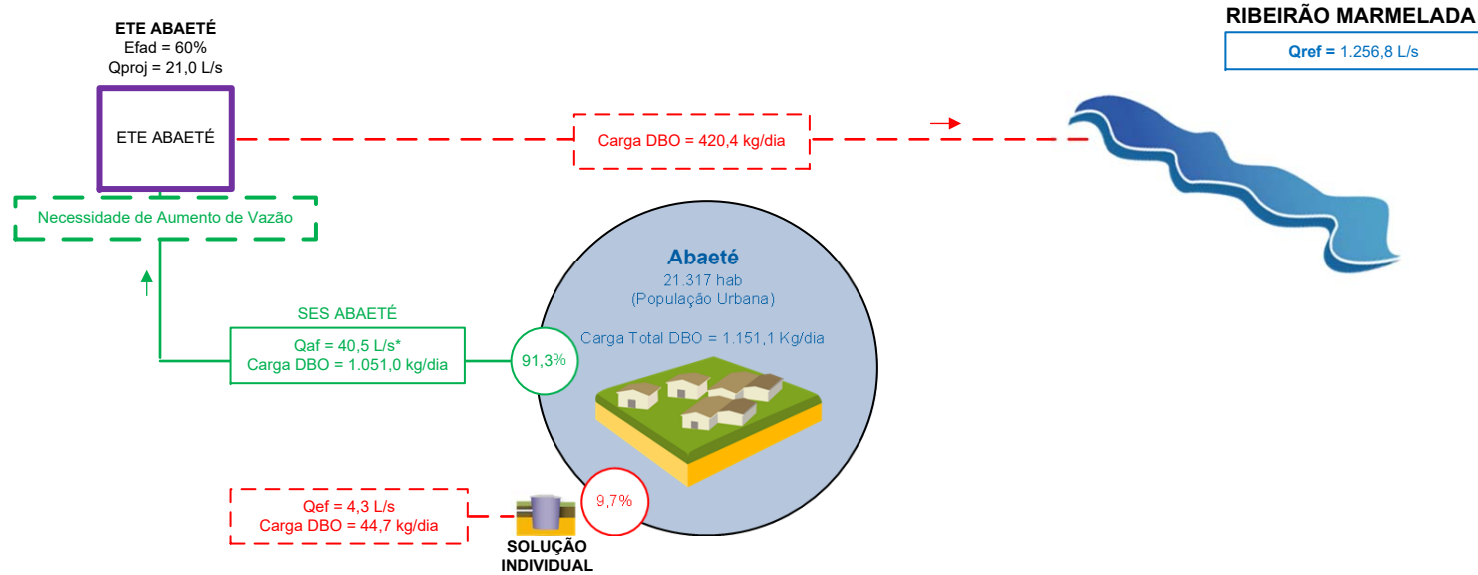 ETE ABAETÉ
Efad = 60%
Qproj = 21,0 L/s
ETE ABAETÉ
Carga DBO = 420,4 kg/dia
RIBEIRÃO MARMELADA
Qref = 1.256,8 L/s
Necessidade de Aumento de Vazão
SES ABAETÉ
Qaf = 40,5 L/s*
Carga DBO = 1.051,0 kg/dia
91,3%
Abaeté
21.317 hab
(População Urbana)
Carga Total DBO = 1.151,1 Kg/dia
9,7%
Qef = 4,3 L/s
Carga DBO = 44,7 kg/dia
SOLUÇÃO
INDIVIDUAL